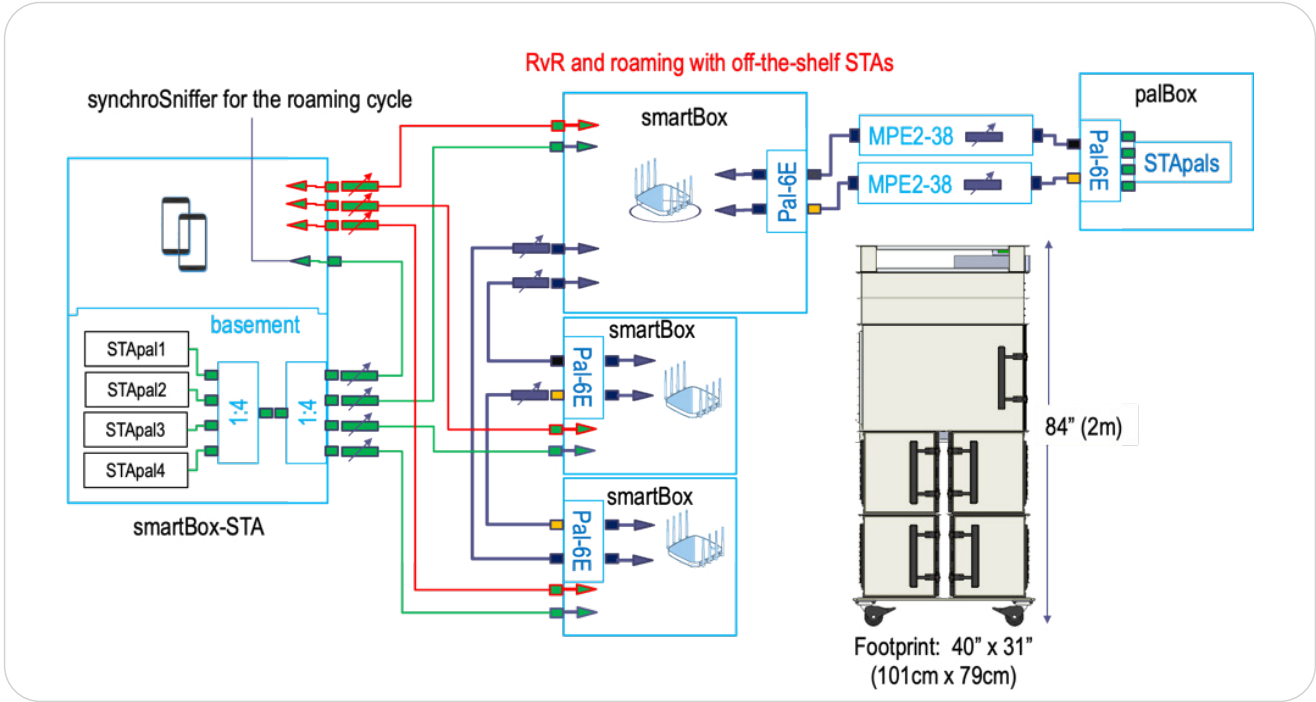 RvR and roaming with off-the-shelf STAs
synchroSniffer for the roaming cycle
smartBox
MPE2-38
MPE2-38
palBox
Pal-6E
STApals
Pal-6E
basement
STApal1
STApal2
STApal3
STApal4
1:4
1:4
smartBox-STA
smartBox
Pal-6E
smartBox
Pal-6E
84” (2m)
Footprint: 40” x 31”
(101cm x 79cm)